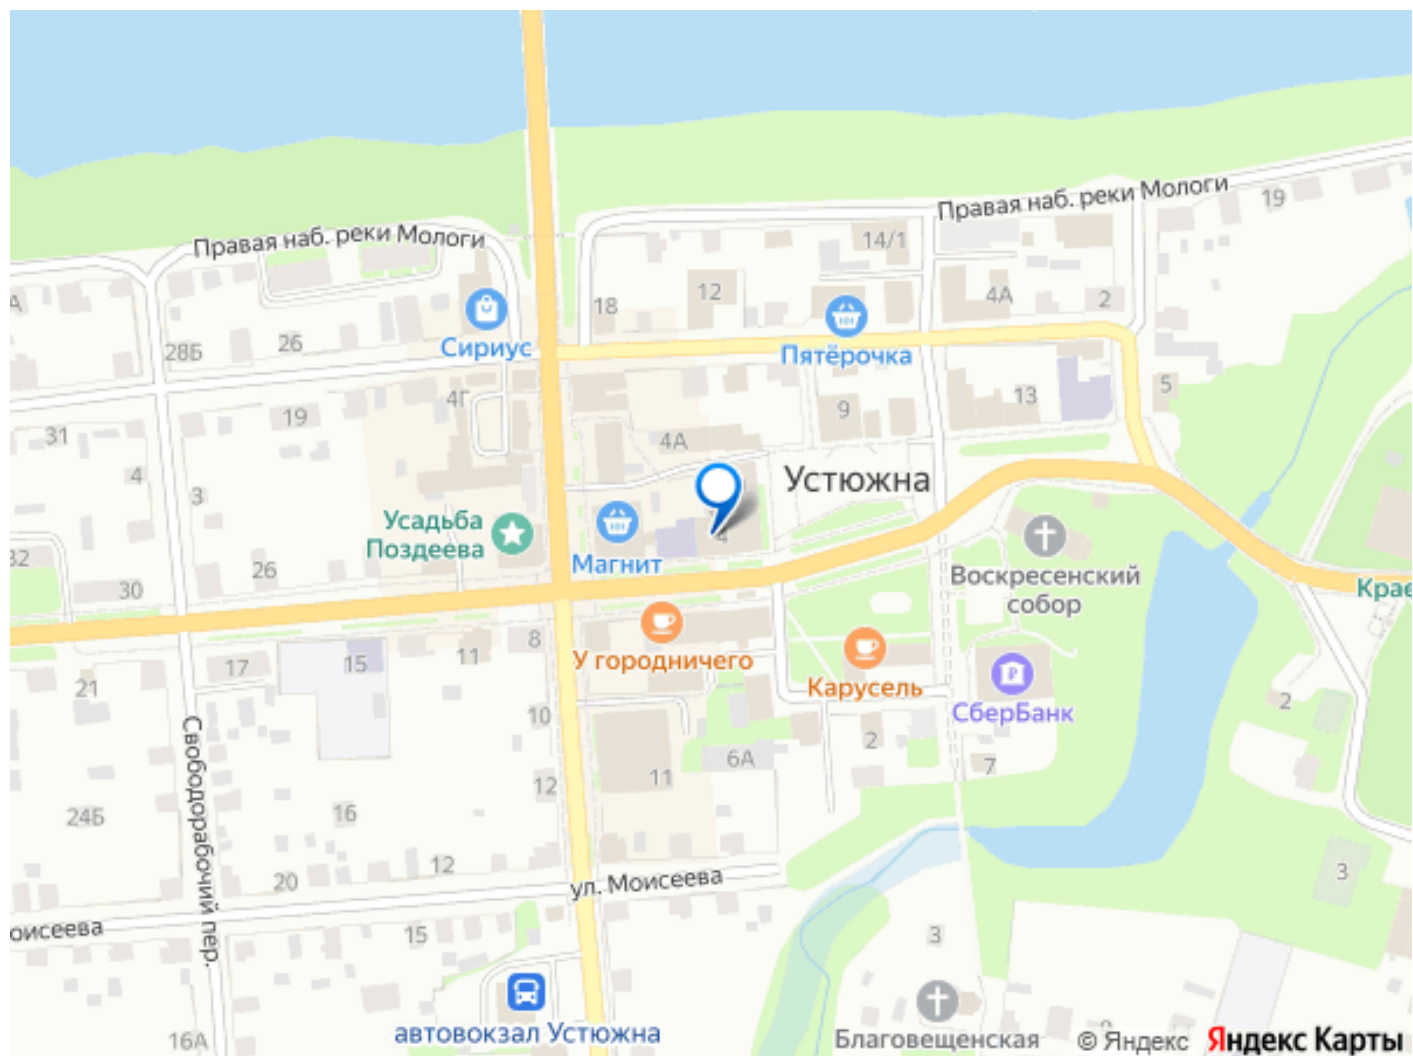 Правая наб. реки Мологи
19
Правая наб. реки Мологи
14/1
А
12
4А
2
18
28Б
26
Сириус
Пятёрочка
4Г
19
9
13
5
31
4А
4
3
Устюжна
Усадьба
Поздеева
Магнит
4
32
26
30
Воскресенский
собор
Крае
8
У городничего
17
15
11
21
Карусель
СберБанк
2
10
2
6А
7
11
12
Свободорабочий пер.
24Б
16
12
20
ул. Моисеева
3
оисеева
15
3
автовокзал Устюжна
16А
Благовещенская
© Яндекс Яндекс Карты